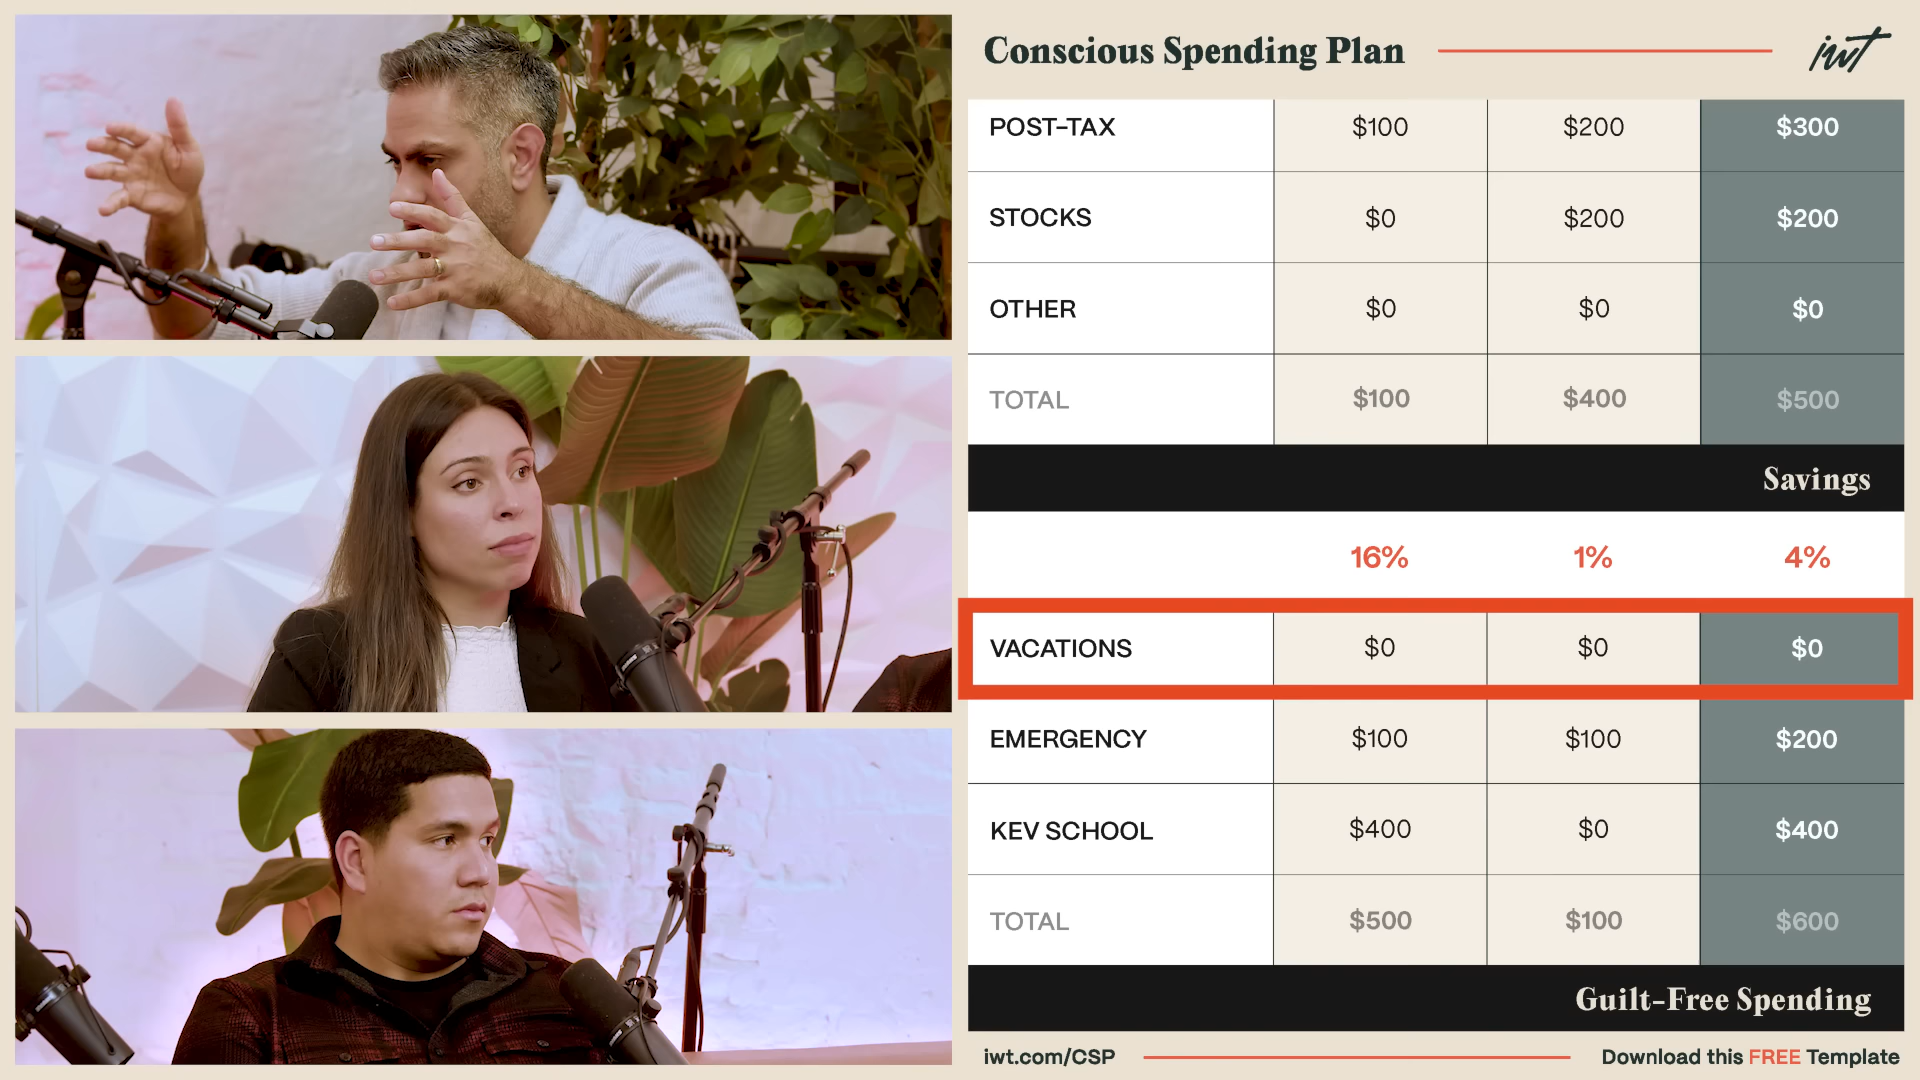 Conscious Spending Plan iwt
POST-TAX $100 $200 $300
STOCKS $0 $200 $200
OTHER $0 $0 $0
TOTAL $100 $400 $500
Savings
16% 1% 4%
VACATIONS $0 $0 $0
EMERGENCY $100 $100 $200
KEV SCHOOL $400 $0 $400
TOTAL $500 $100 $600
Guilt-Free Spending
iwt.com/CSP Download this FREE Template